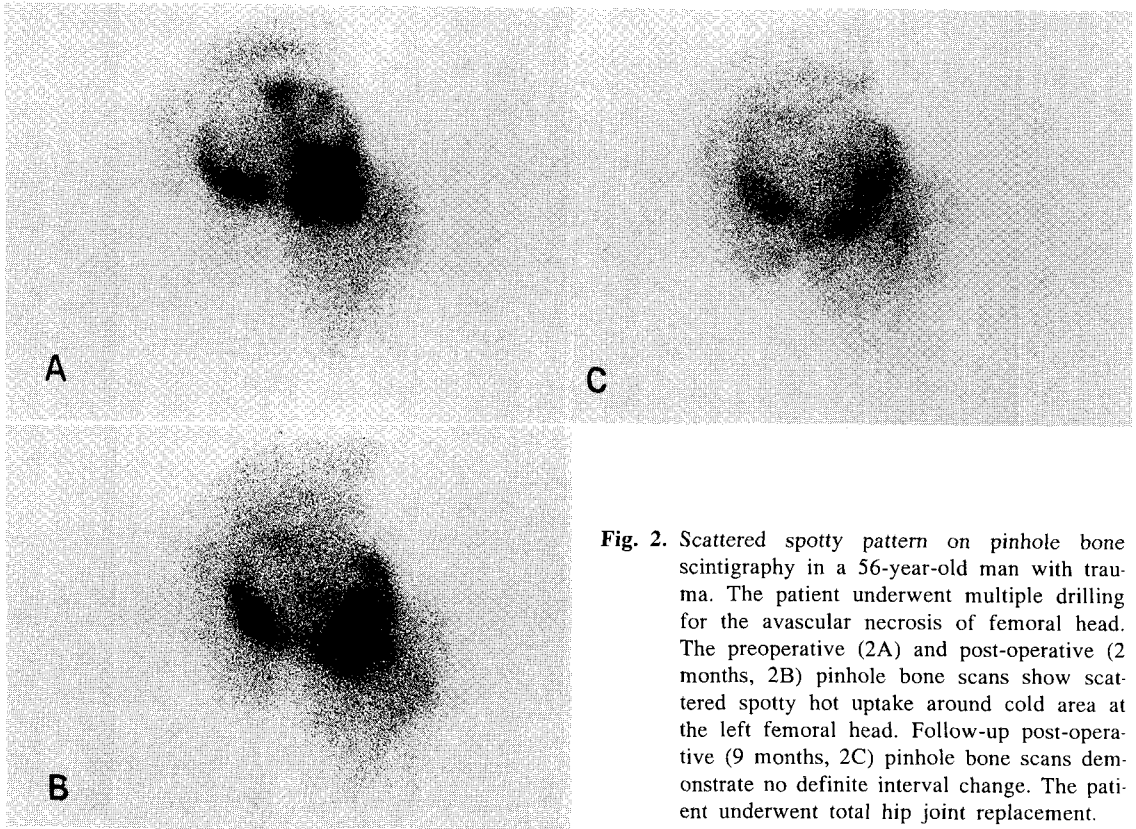 A
C
B
Fig. 2. Scattered spotty pattern on pinhole bone
scintigraphy in a 56-year-old man with trau-
ma. The patient underwent multiple drilling
for the avascular necrosis of femoral head.
The preoperative (2A) and post-operative (2
months, 2B) pinhole bone scans show scat-
tered spotty hot uptake around cold area at
the left femoral head. Follow-up post-opera-
tive (9 months, 2C) pinhole bone scans dem-
onstrate no definite interval change. The pati-
ent underwent total hip joint replacement.